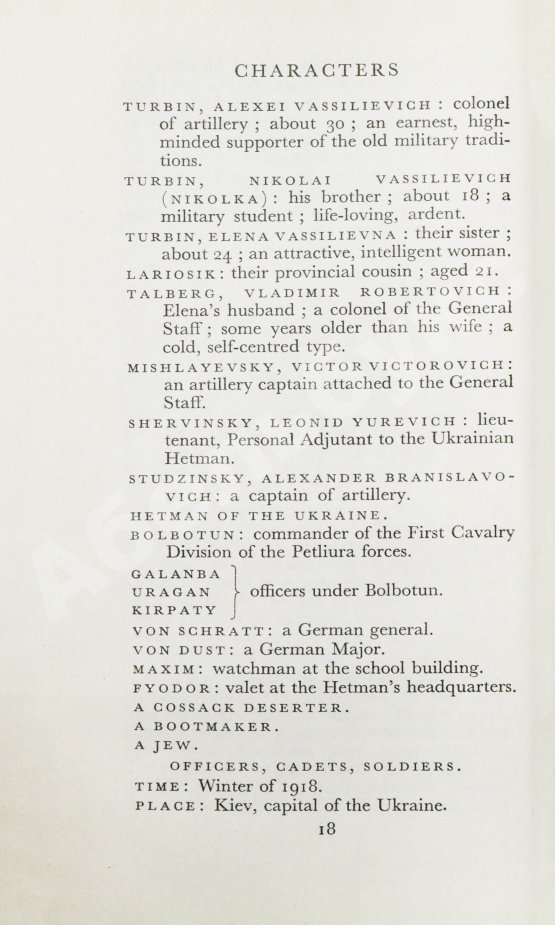 CHARACTERS
TURBIN, ALEXEI VASSILIEVICH : colonel
of artillery ; about 30 ; an earnest, high-
minded supporter of the old military tradi-
tions.
TURBIN, NIKOLAI VASSILIEVICH
(NIKOLKA) : his brother ; about 18 ; a
military student ; life-loving, ardent.
TURBIN, ELENA VASSILIEVNA : their sister ;
about 24 ; an attractive, intelligent woman.
LARIOSIK : their provincial cousin ; aged 21.
TALBERG, VLADIMIR ROBERTOVICH :
Elena's husband ; a colonel of the General
Staff ; some years older than his wife ; a
cold, self-centred type.
MISHLAYEVSKY, VICTOR VICTOROVICH :
an artillery captain attached to the General
Staff.
SHERVINSKY, LEONID YUREVICH : lieu-
tenant, Personal Adjutant to the Ukrainian
Hetman.
STUDZINSKY, ALEXANDER BRANISLAVO-
VICH : a captain of artillery.
HETMAN OF THE UKRAINE.
BOLBOTUN : commander of the First Cavalry
Division of the Petliura forces.
GALANBA
URAGAN } officers under Bolbotun.
KIRPATY
VON SCHRATT : a German general.
VON DUST : a German Major.
MAXIM : watchman at the school building.
FYODOR : valet at the Hetman's headquarters.
A COSSACK DESERTER.
A BOOTMAKER.
A JEW.
OFFICERS, CADETS, SOLDIERS.
TIME : Winter of 1918.
PLACE : Kiev, capital of the Ukraine.
18